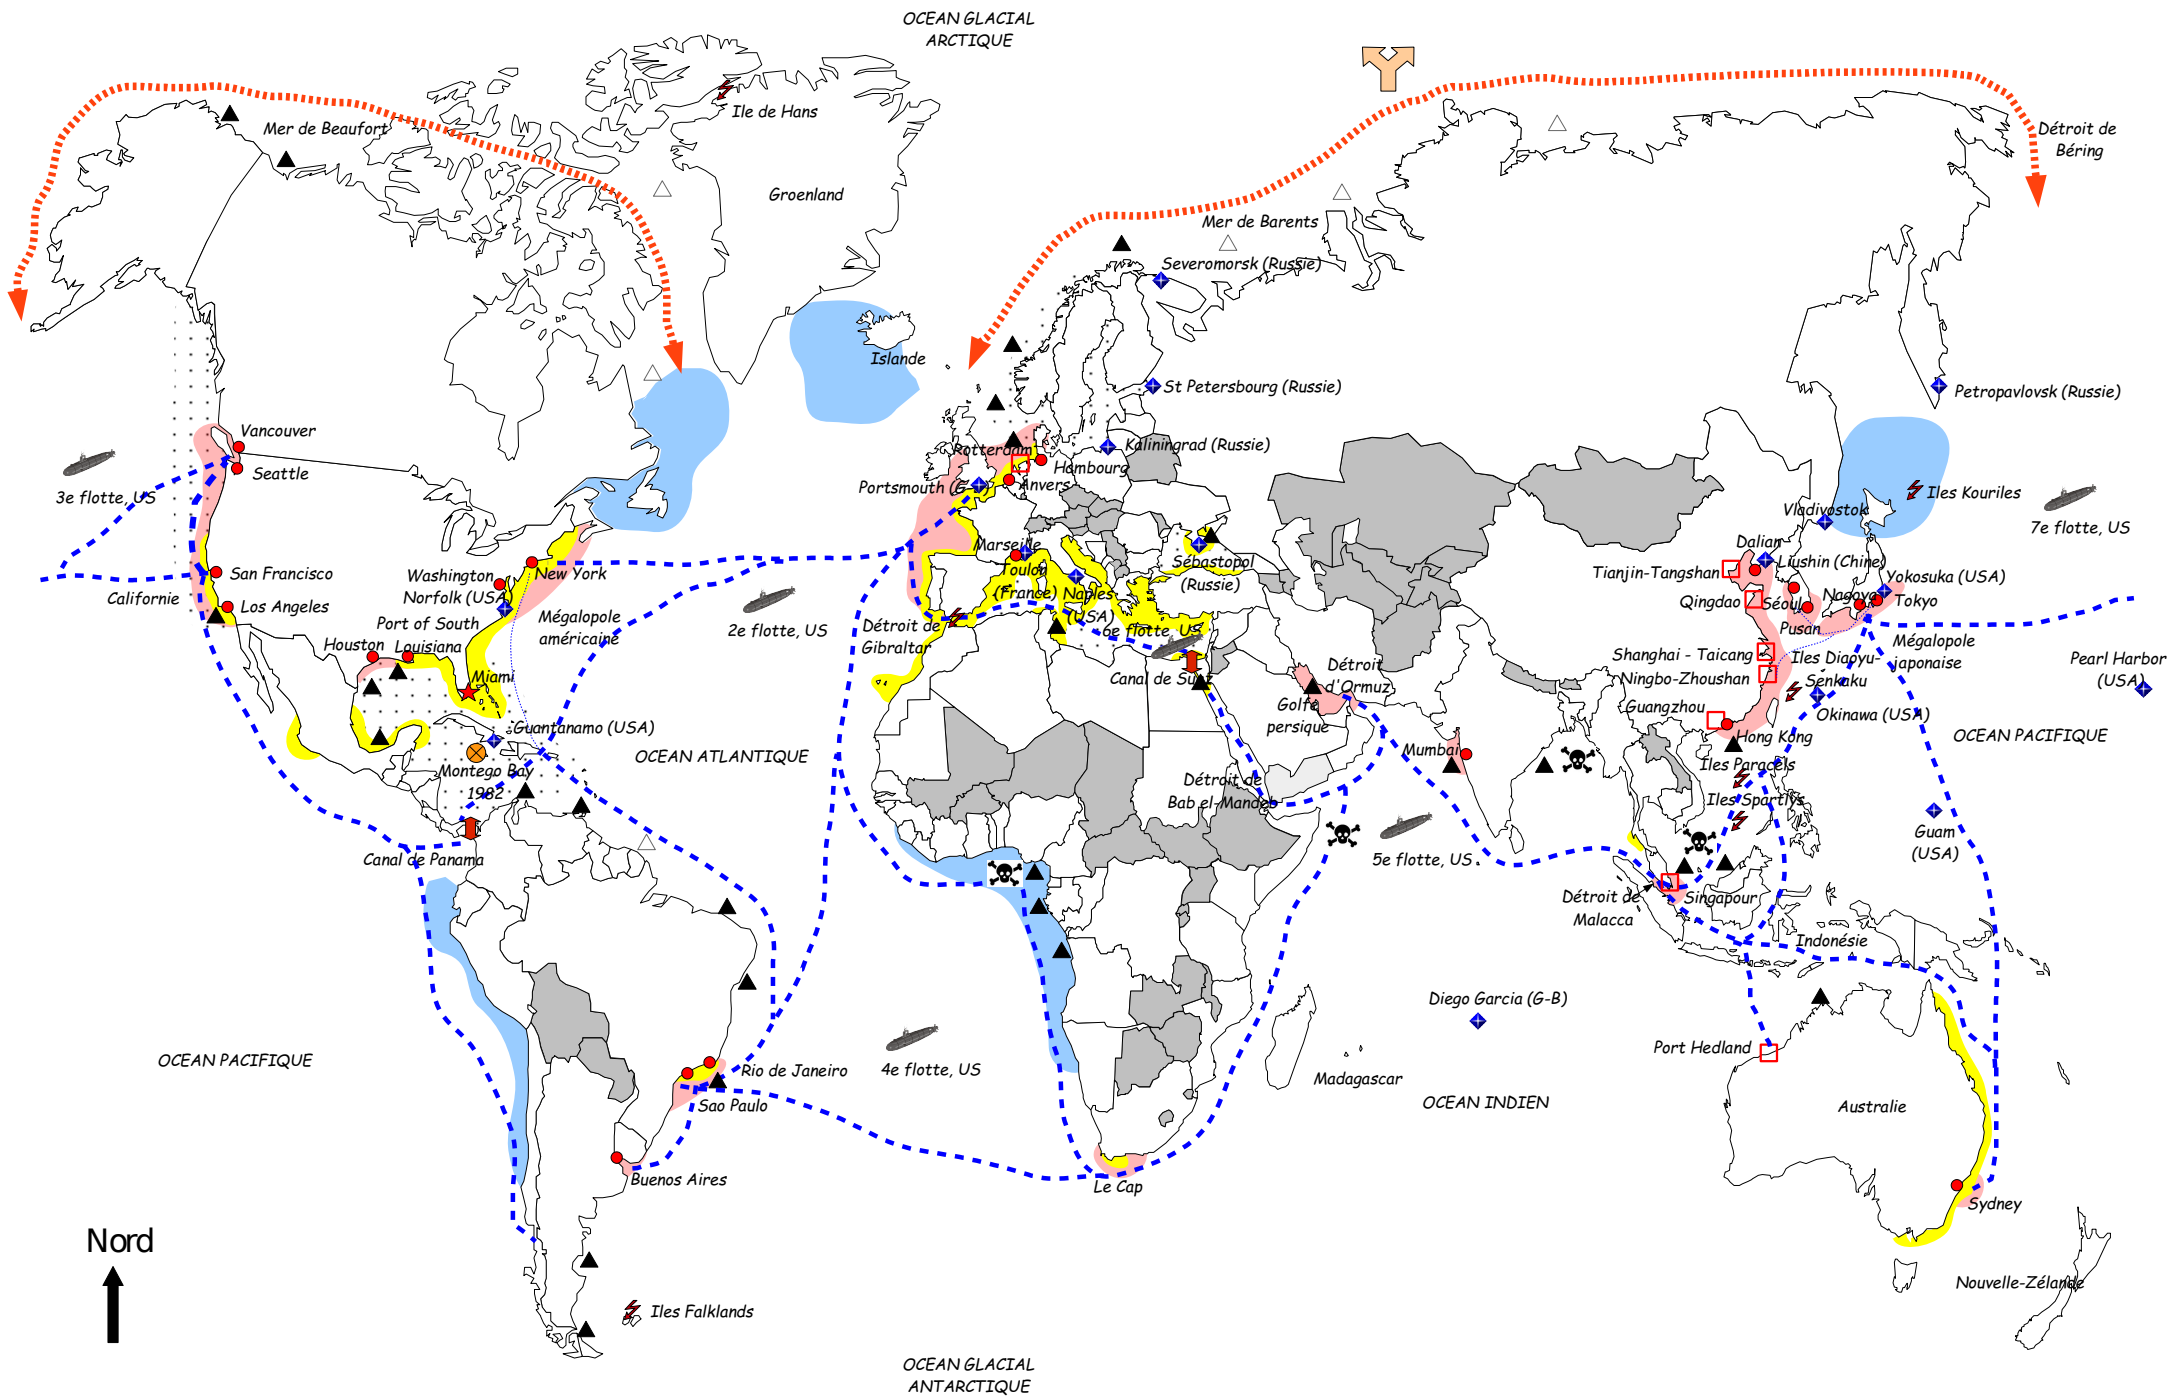 OCEAN GLACIAL
ARCTIQUE
Ile de Hans
Mer de Beaufort
Détroit de
Béring
Groenland
Mer de Barents
Severomorsk (Russie)
Islande
St Petersbourg (Russie)
Petropavlovsk (Russie)
Vancouver
Seattle
3e flotte, US
Rotterdam
Hambourg
Kaliningrad (Russie)
Portsmouth (G-B)
Anvers
Iles Kouriles
7e flotte, US
Vladivostok
San Francisco
Californie
Los Angeles
Washington
Norfolk (USA)
New York
Port of South
Louisiana
Houston
Mégalopole
américaine
Miami
2e flotte, US
Marseille
Toulon
(France)
Naples
(USA)
Sébastopol
(Russie)
6e flotte, US
Détroit de
Gibraltar
Canal de Suez
Dalian
Liushin (Chine)
Tianjin-Tangshan
Qingdao
Séoul
Nagoya
Yokosuka (USA)
Tokyo
Pusan
Mégalopole
japonaise
Shanghai - Taicang
Ningbo-Zhoushan
Iles Diaoyu-
Senkaku
Okinawa (USA)
Pearl Harbor
(USA)
Détroit
d'Ormuz
Golfe
persique
Guangzhou
Hong Kong
Mumbai
Guantanamo (USA)
OCEAN ATLANTIQUE
OCEAN PACIFIQUE
Montego Bay
1982
Détroit de
Bab el-Mandeb
Îles Paracels
Iles Spartlys
Guam
(USA)
Canal de Panama
5e flotte, US
Détroit de
Malacca
Singapour
Indonésie
Diego Garcia (G-B)
OCEAN PACIFIQUE
4e flotte, US
Port Hedland
Rio de Janeiro
Sao Paulo
Madagascar
OCEAN INDIEN
Australie
Buenos Aires
Le Cap
Sydney
Nord
Iles Falklands
Nouvelle-Zélande
OCEAN GLACIAL
ANTARCTIQUE